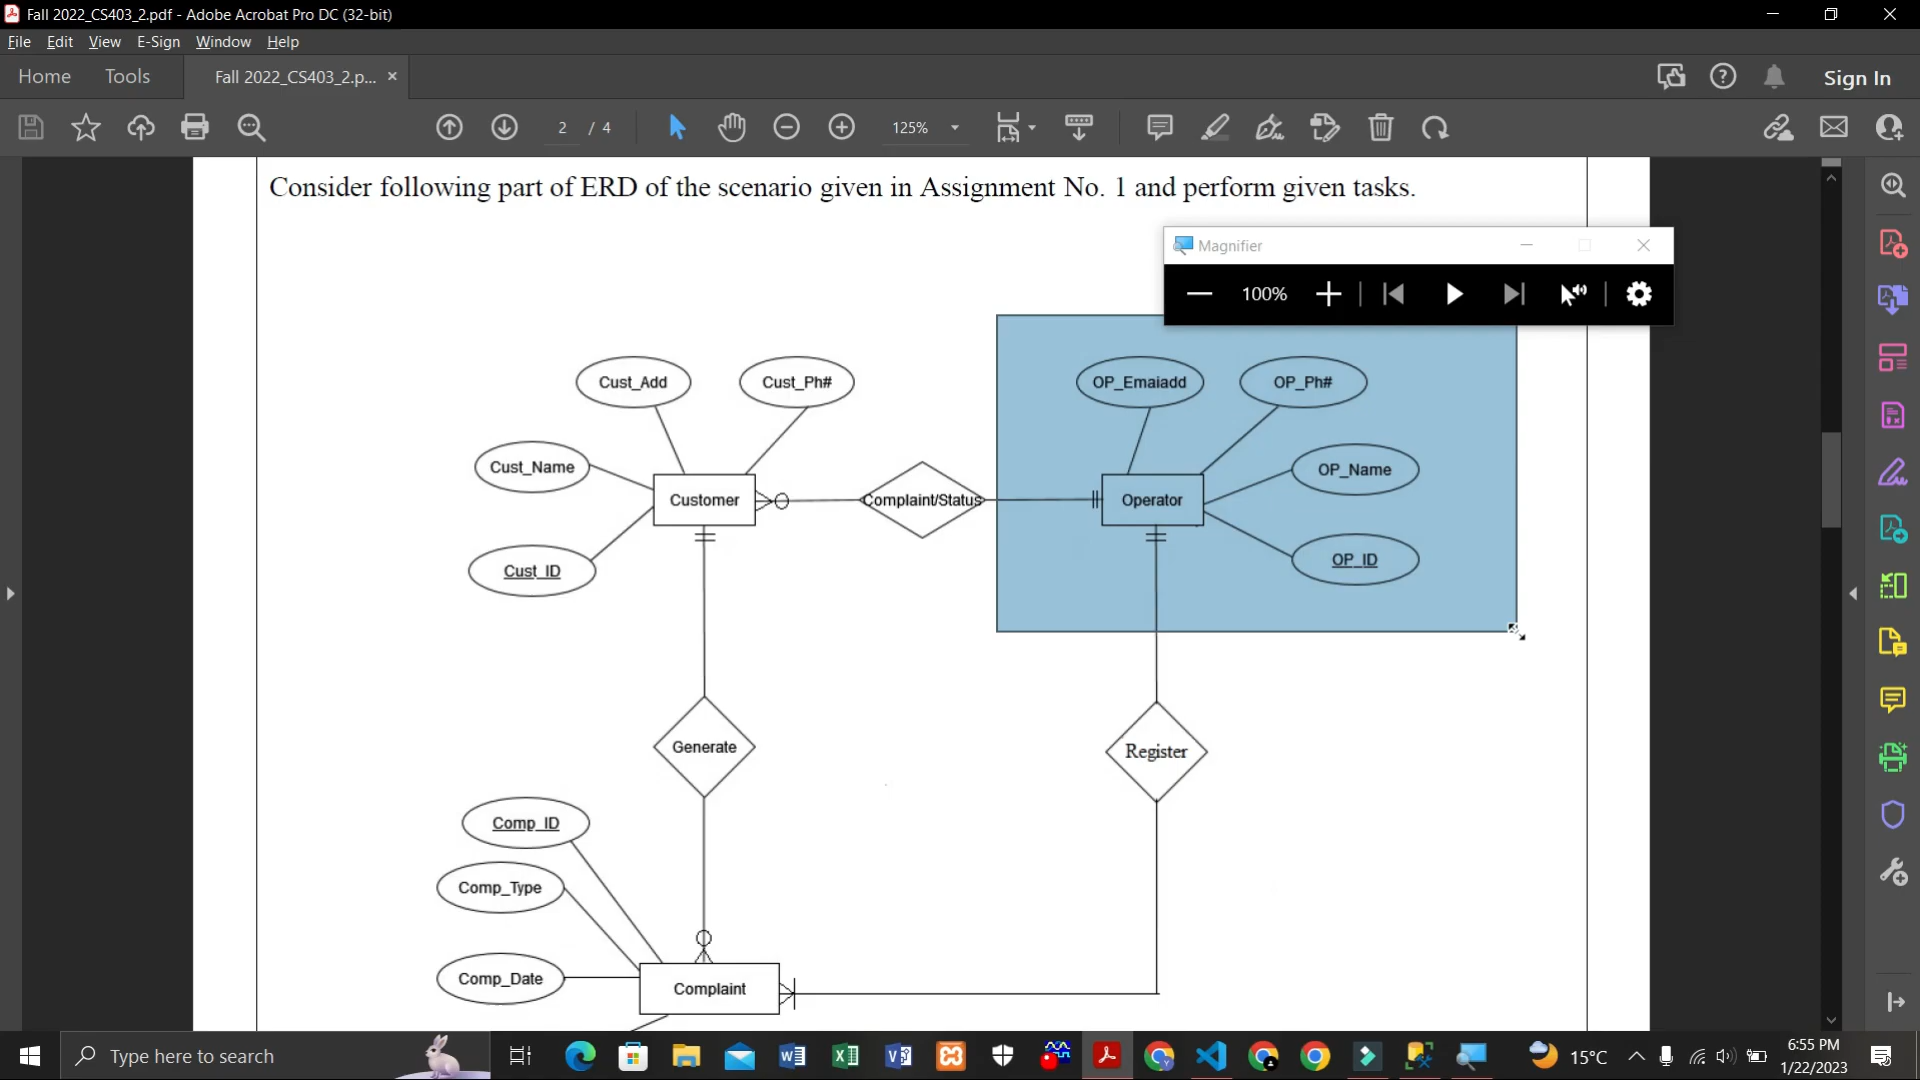 Fall 2022_CS403_2.pdf - Adobe Acrobat Pro DC (32-bit)
File Edit View E-Sign Window Help
Home Tools Fall 2022_CS403_2.p... × Sign In
2 / 4 125%
Consider following part of ERD of the scenario given in Assignment No. 1 and perform given tasks.
Magnifier
100%
Cust_Add Cust_Ph# OP_Emaiadd OP_Ph#
Cust_Name OP_Name
Customer Complaint/Status Operator
Cust_ID OP_ID
Generate Register
Comp_ID
Comp_Type
Comp_Date Complaint
Type here to search 15°C 6:55 PM
1/22/2023